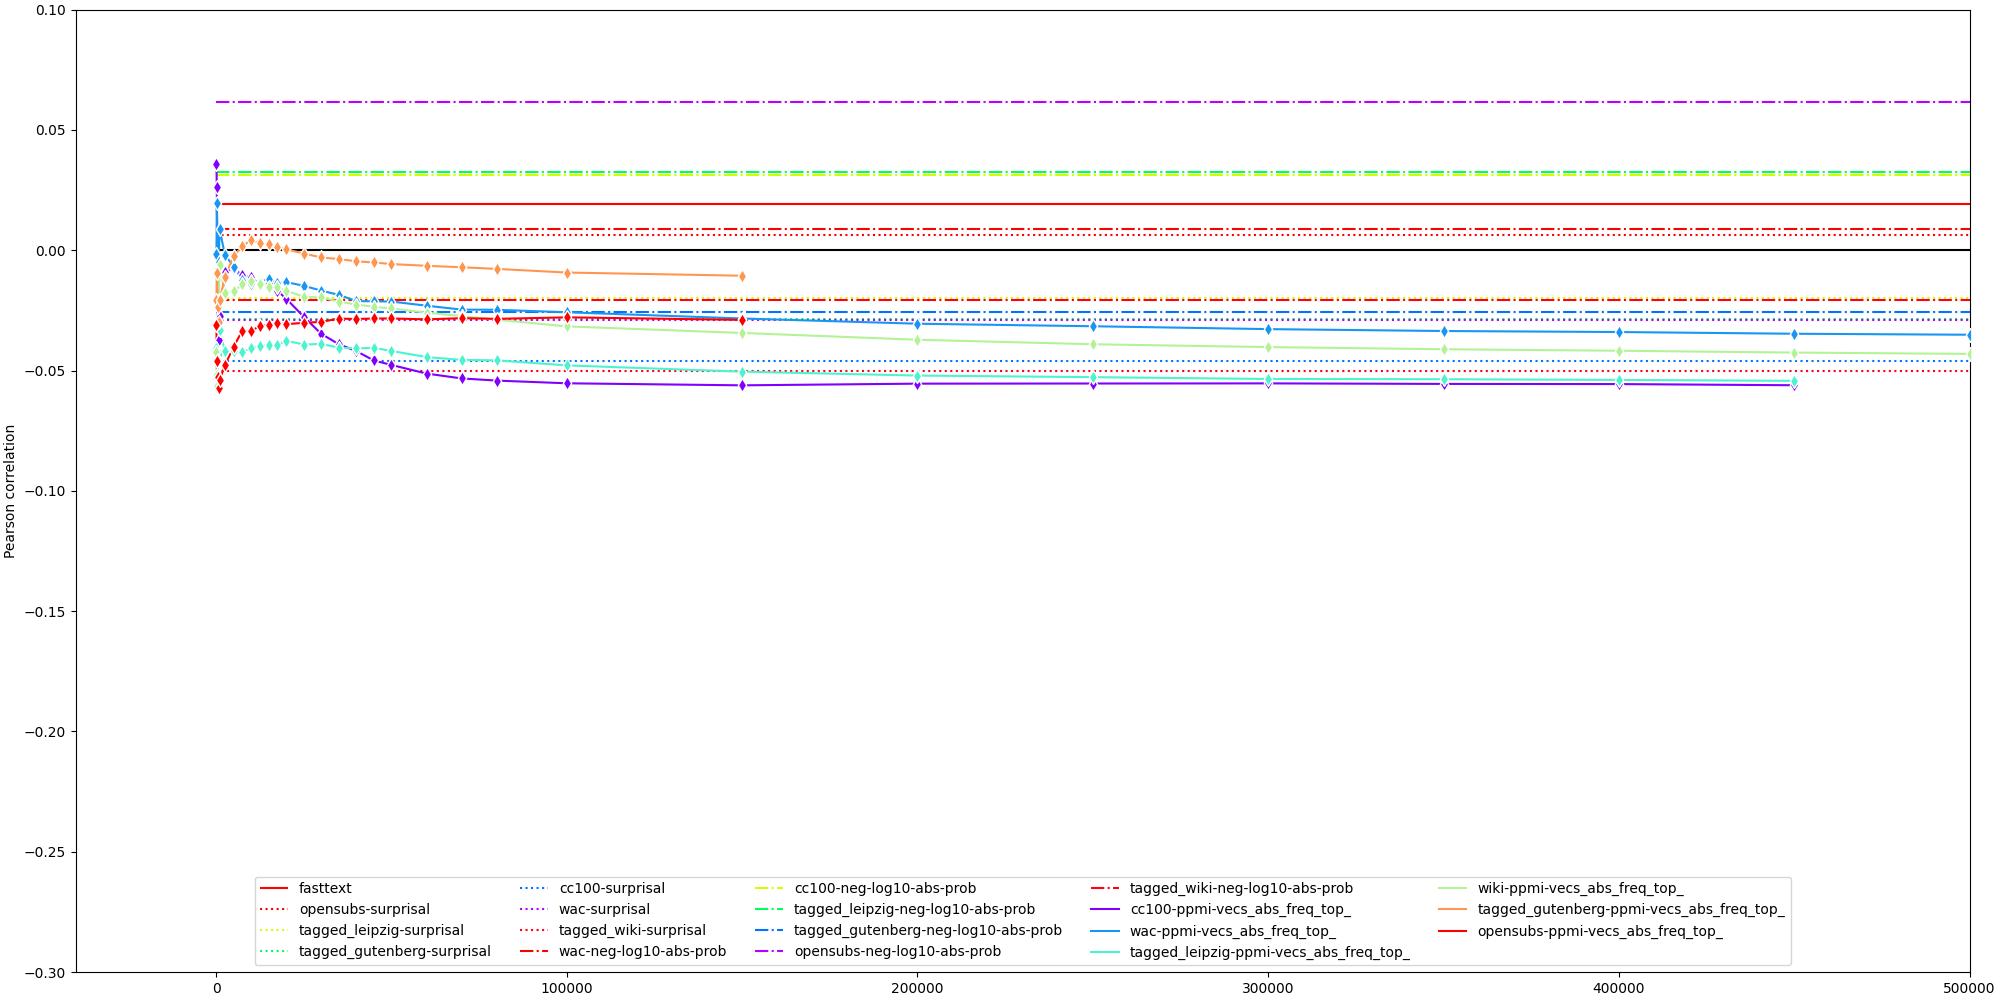 0.10
0.05
0.00
−0.05
−0.10
−0.15
−0.20
−0.25
−0.30
Pearson correlation
fasttext
opensubs-surprisal
tagged_leipzig-surprisal
tagged_gutenberg-surprisal
cc100-surprisal
wac-surprisal
tagged_wiki-surprisal
wac-neg-log10-abs-prob
cc100-neg-log10-abs-prob
tagged_leipzig-neg-log10-abs-prob
tagged_gutenberg-neg-log10-abs-prob
opensubs-neg-log10-abs-prob
tagged_wiki-neg-log10-abs-prob
cc100-ppmi-vecs_abs_freq_top_
wac-ppmi-vecs_abs_freq_top_
tagged_leipzig-ppmi-vecs_abs_freq_top_
wiki-ppmi-vecs_abs_freq_top_
tagged_gutenberg-ppmi-vecs_abs_freq_top_
opensubs-ppmi-vecs_abs_freq_top_
0 100000 200000 300000 400000 500000